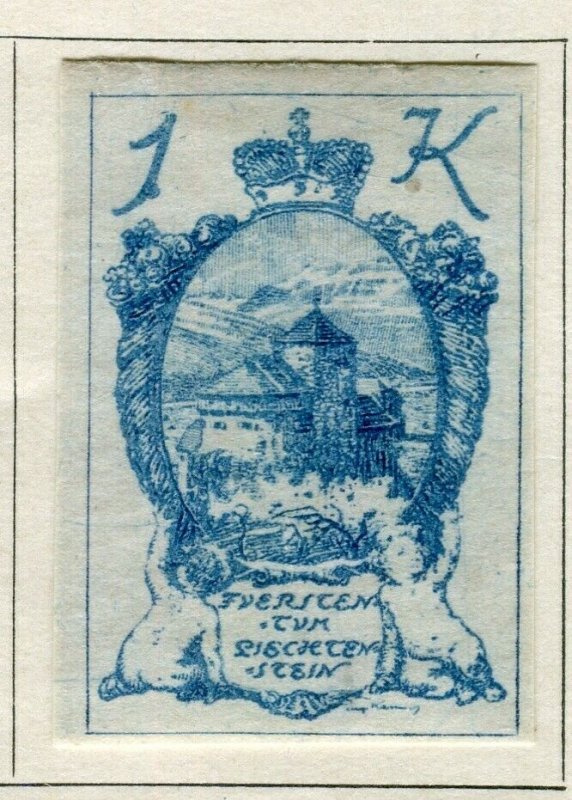 1 K
FVERSTEN
·TVM
LIECHTEN
·STEIN